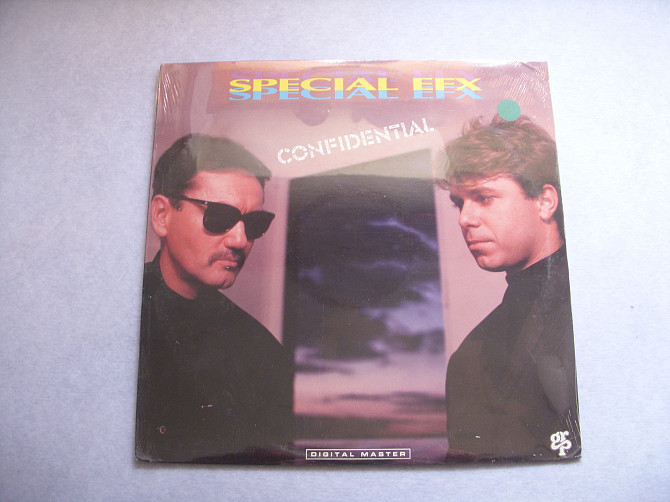 SPECIAL EFX
CONFIDENTIAL
DIGITAL MASTER
grp